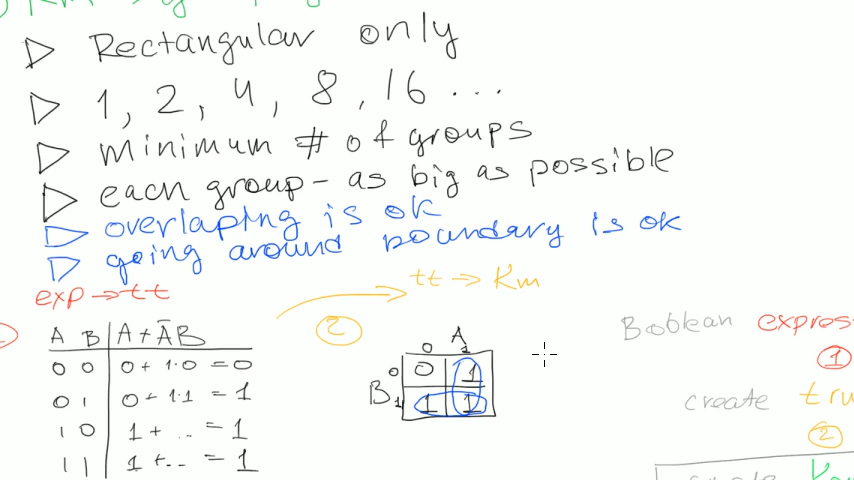 Rectangular only
1, 2, 4, 8, 16 ...
minimum # of groups
each group - as big as possible
overlaping is ok
going around boundary is ok
exp → tt
tt → Km
2
A B | A + ĀB
0 0 | 0 + 1·0 = 0
0 1 | 0 + 1·1 = 1
1 0 | 1 + .. = 1
1 1 | 1 + .. = 1
A
0 1
B
0 0 1
1 1 1
Boolean express
1
create tru
2